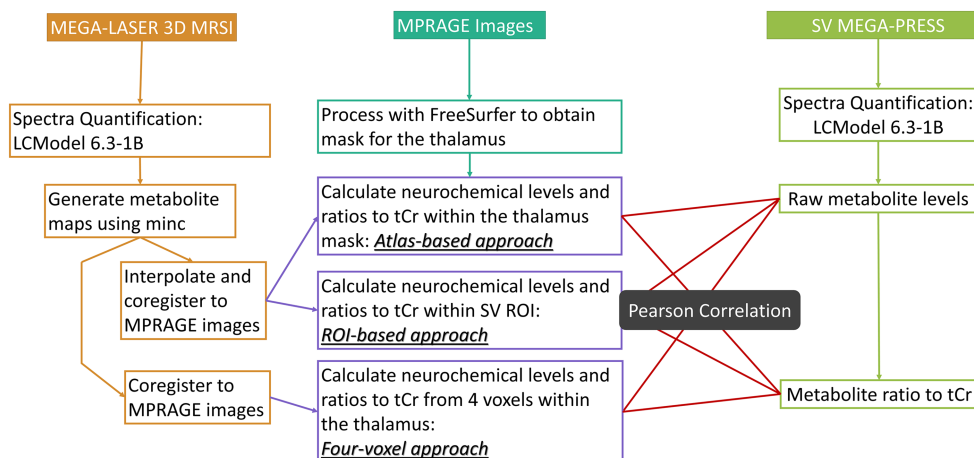 MEGA-LASER 3D MRSI
MPRAGE Images
SV MEGA-PRESS
Spectra Quantification:
LCModel 6.3-1B
Process with FreeSurfer to obtain
mask for the thalamus
Spectra Quantification:
LCModel 6.3-1B
Generate metabolite
maps using minc
Calculate neurochemical levels and
ratios to tCr within the thalamus
mask: Atlas-based approach
Raw metabolite levels
Interpolate and
coregister to
MPRAGE images
Calculate neurochemical levels and
ratios to tCr within SV ROI:
ROI-based approach
Pearson Correlation
Coregister to
MPRAGE images
Calculate neurochemical levels and
ratios to tCr from 4 voxels within
the thalamus:
Four-voxel approach
Metabolite ratio to tCr